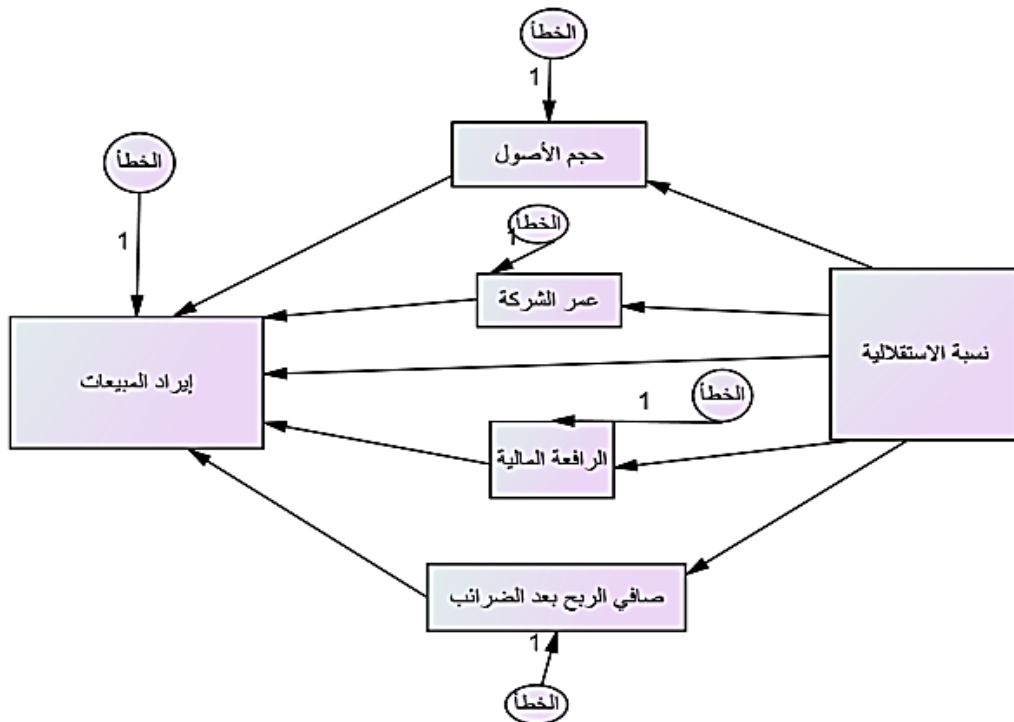 الخطأ
1
حجم الأصول
الخطأ
1
الخطأ
1
عمر الشركة
نسبة الاستقلالية
إيراد المبيعات
الخطأ
1
الرافعة المالية
صافي الربح بعد الضرائب
1
الخطأ